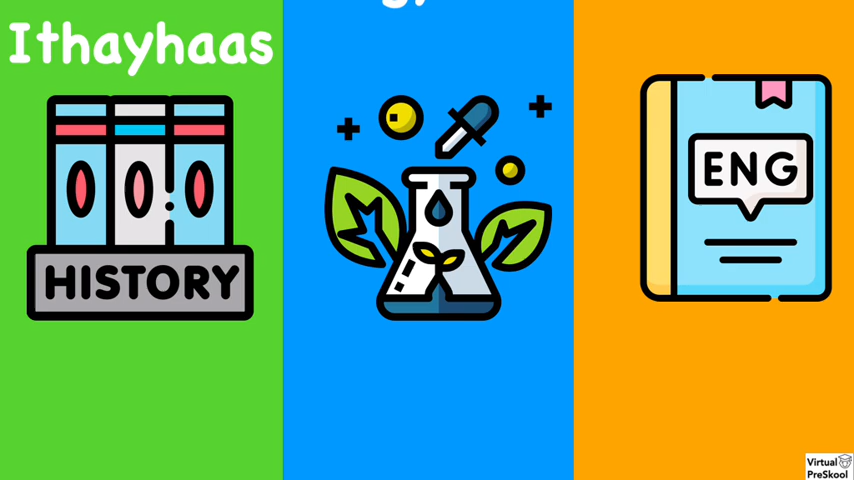 Ithayhaas
HISTORY
ENG
Virtual
PreSkool